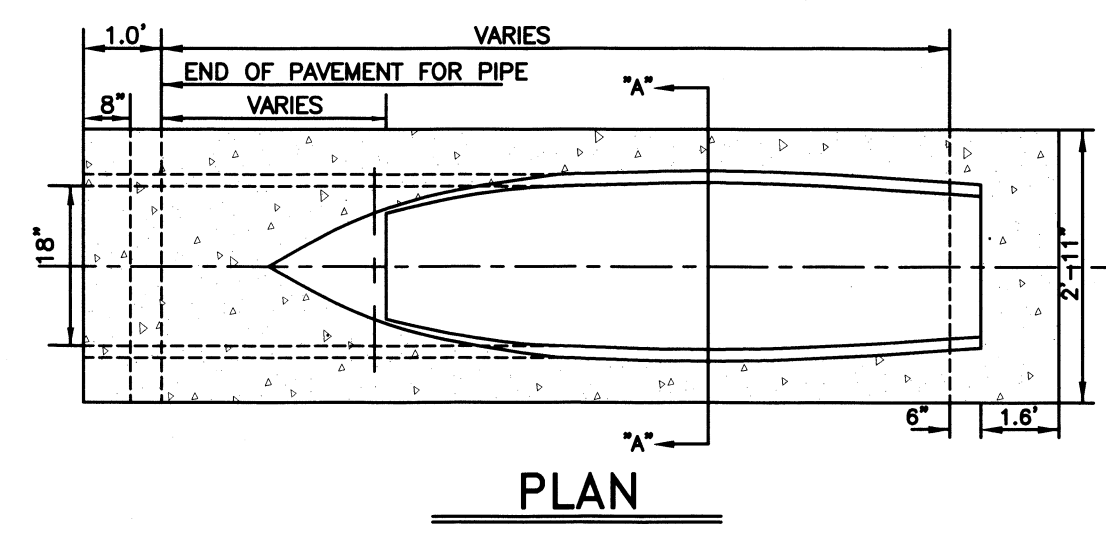 1.0'
VARIES
END OF PAVEMENT FOR PIPE
"A"
8"
VARIES
18"
2'-11"
6"
1.6'
"A"
PLAN